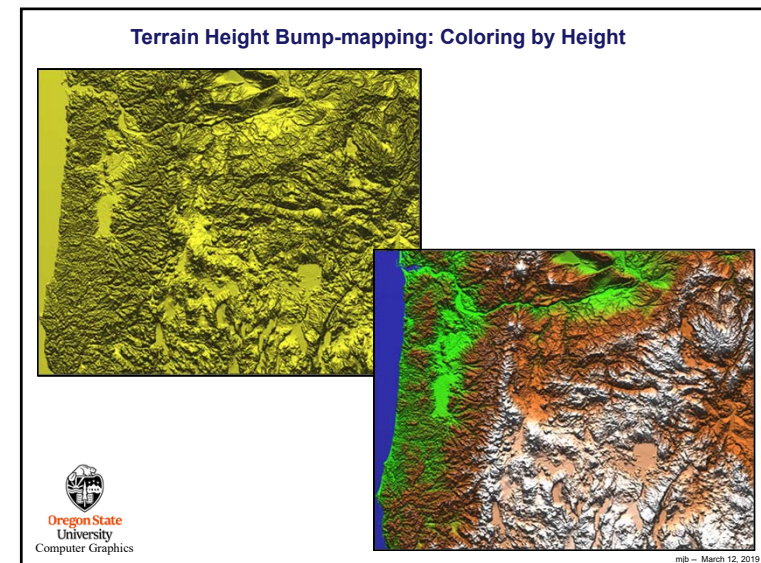 Terrain Height Bump-mapping: Coloring by Height
Oregon State
University
Computer Graphics
mjb – March 12, 2019